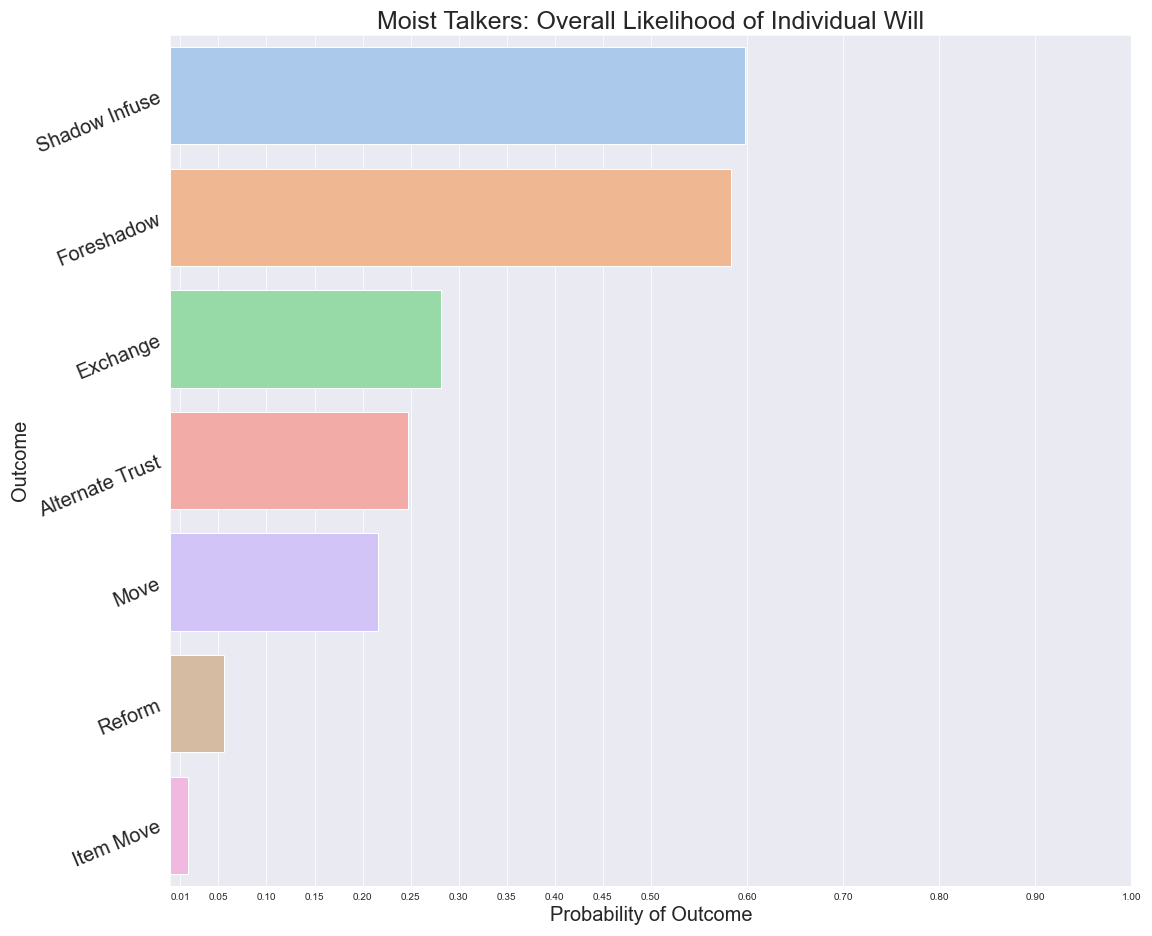 Moist Talkers: Overall Likelihood of Individual Will
Outcome
Shadow Infuse
Foreshadow
Exchange
Alternate Trust
Move
Reform
Item Move
0.01 0.05 0.10 0.15 0.20 0.25 0.30 0.35 0.40 0.45 0.50 0.60 0.70 0.80 0.90 1.00
Probability of Outcome